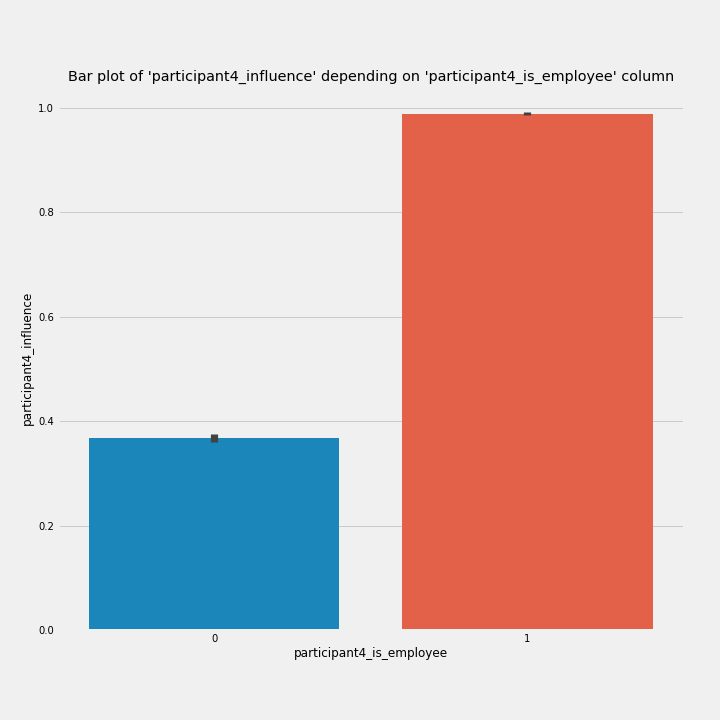 Bar plot of 'participant4_influence' depending on 'participant4_is_employee' column
1.0
0.8
0.6
0.4
0.2
0.0
participant4_influence
0 1
participant4_is_employee